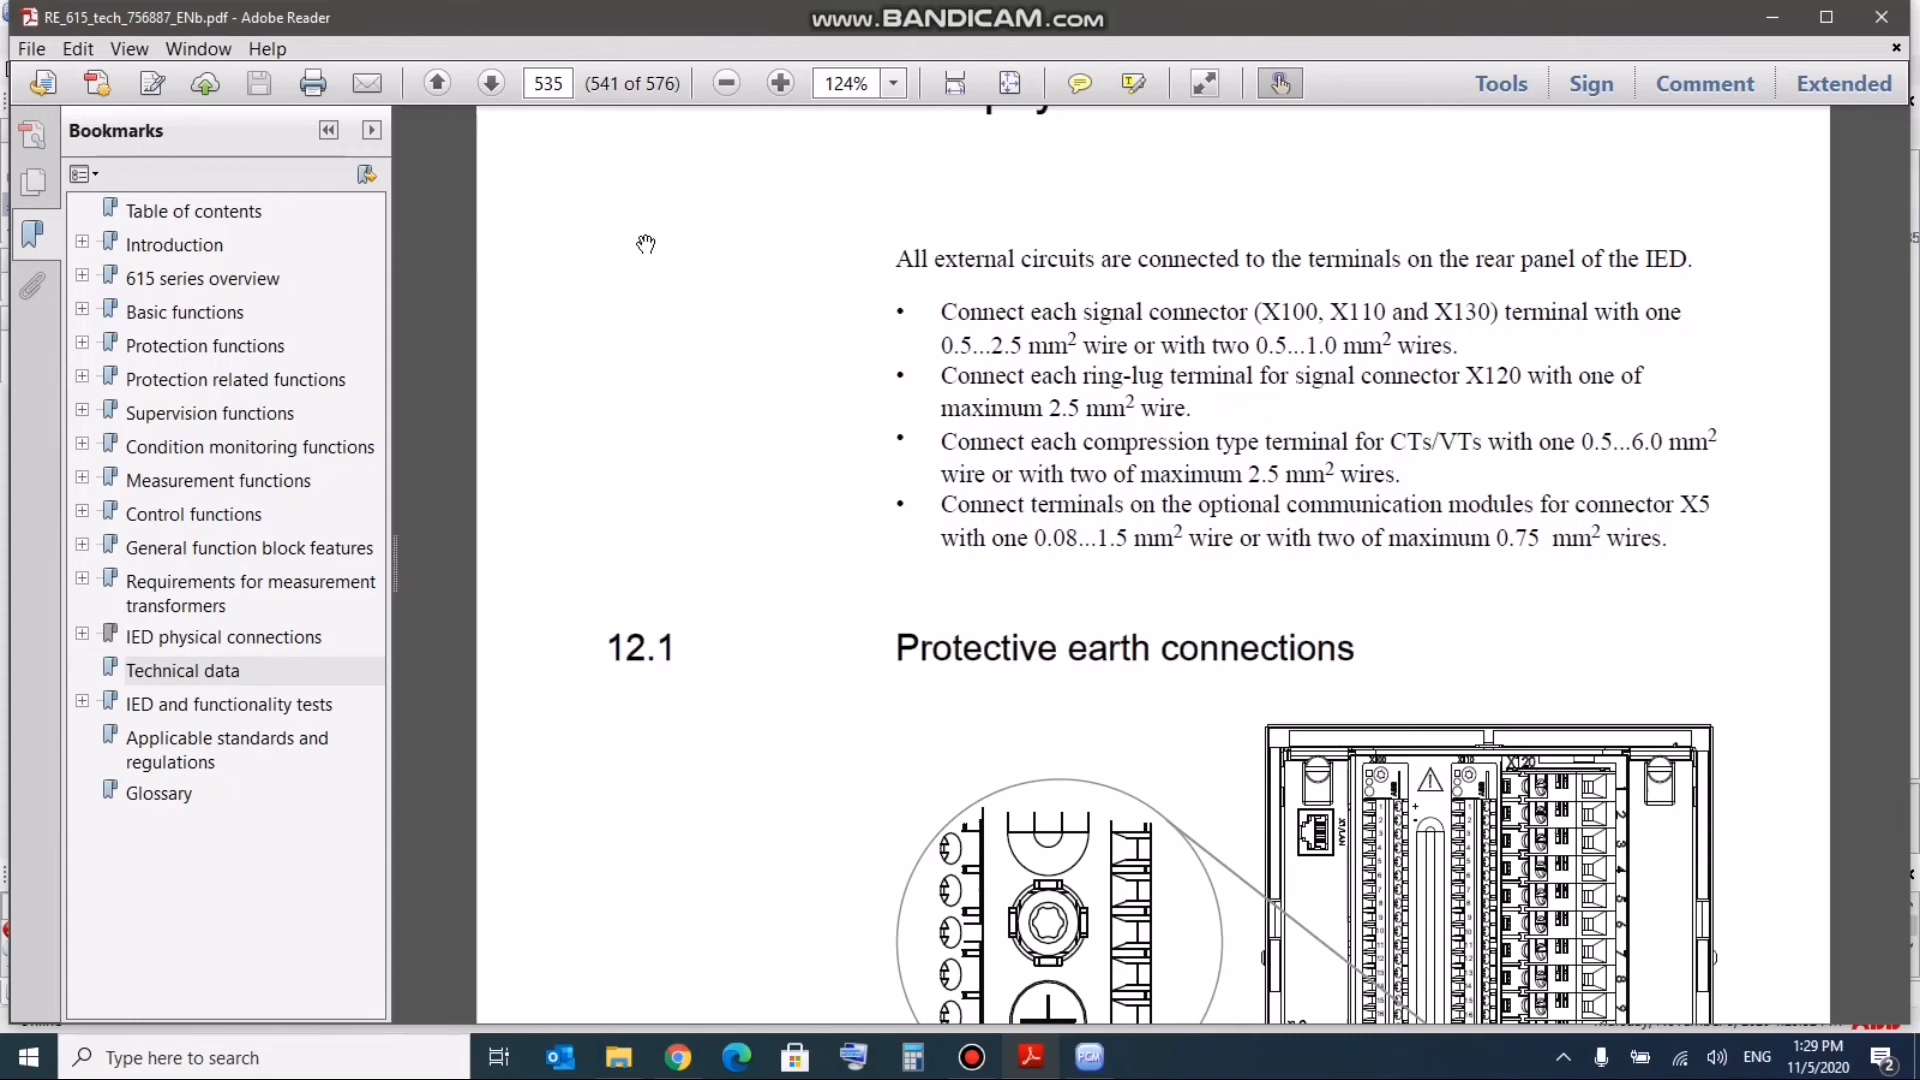 RE_615_tech_756887_ENb.pdf - Adobe Reader
www.BANDICAM.com
File Edit View Window Help
535 (541 of 576) 124% Tools Sign Comment Extended
Bookmarks
Table of contents
Introduction
615 series overview
Basic functions
Protection functions
Protection related functions
Supervision functions
Condition monitoring functions
Measurement functions
Control functions
General function block features
Requirements for measurement
transformers
IED physical connections
Technical data
IED and functionality tests
Applicable standards and
regulations
Glossary
All external circuits are connected to the terminals on the rear panel of the IED.
• Connect each signal connector (X100, X110 and X130) terminal with one
0.5...2.5 mm2 wire or with two 0.5...1.0 mm2 wires.
• Connect each ring-lug terminal for signal connector X120 with one of
maximum 2.5 mm2 wire.
• Connect each compression type terminal for CTs/VTs with one 0.5...6.0 mm2
wire or with two of maximum 2.5 mm2 wires.
• Connect terminals on the optional communication modules for connector X5
with one 0.08...1.5 mm2 wire or with two of maximum 0.75 mm2 wires.
12.1 Protective earth connections
X100 X110 X120
X1/LAN
Type here to search
PCM
ENG
1:29 PM
11/5/2020
2